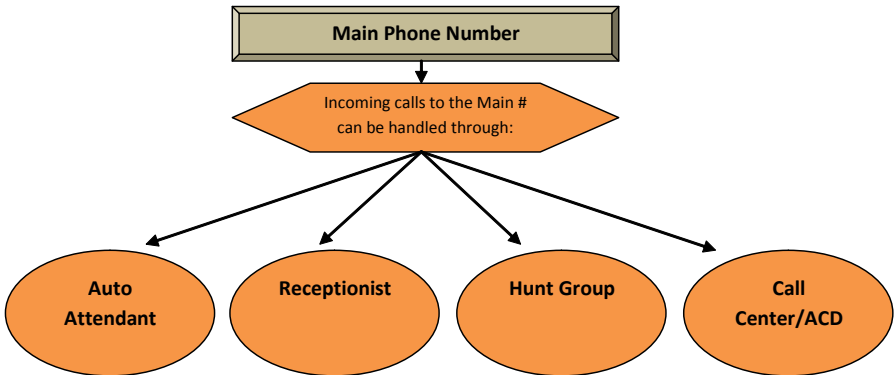 Main Phone Number
Incoming calls to the Main #
can be handled through:
Auto
Attendant
Receptionist
Hunt Group
Call
Center/ACD